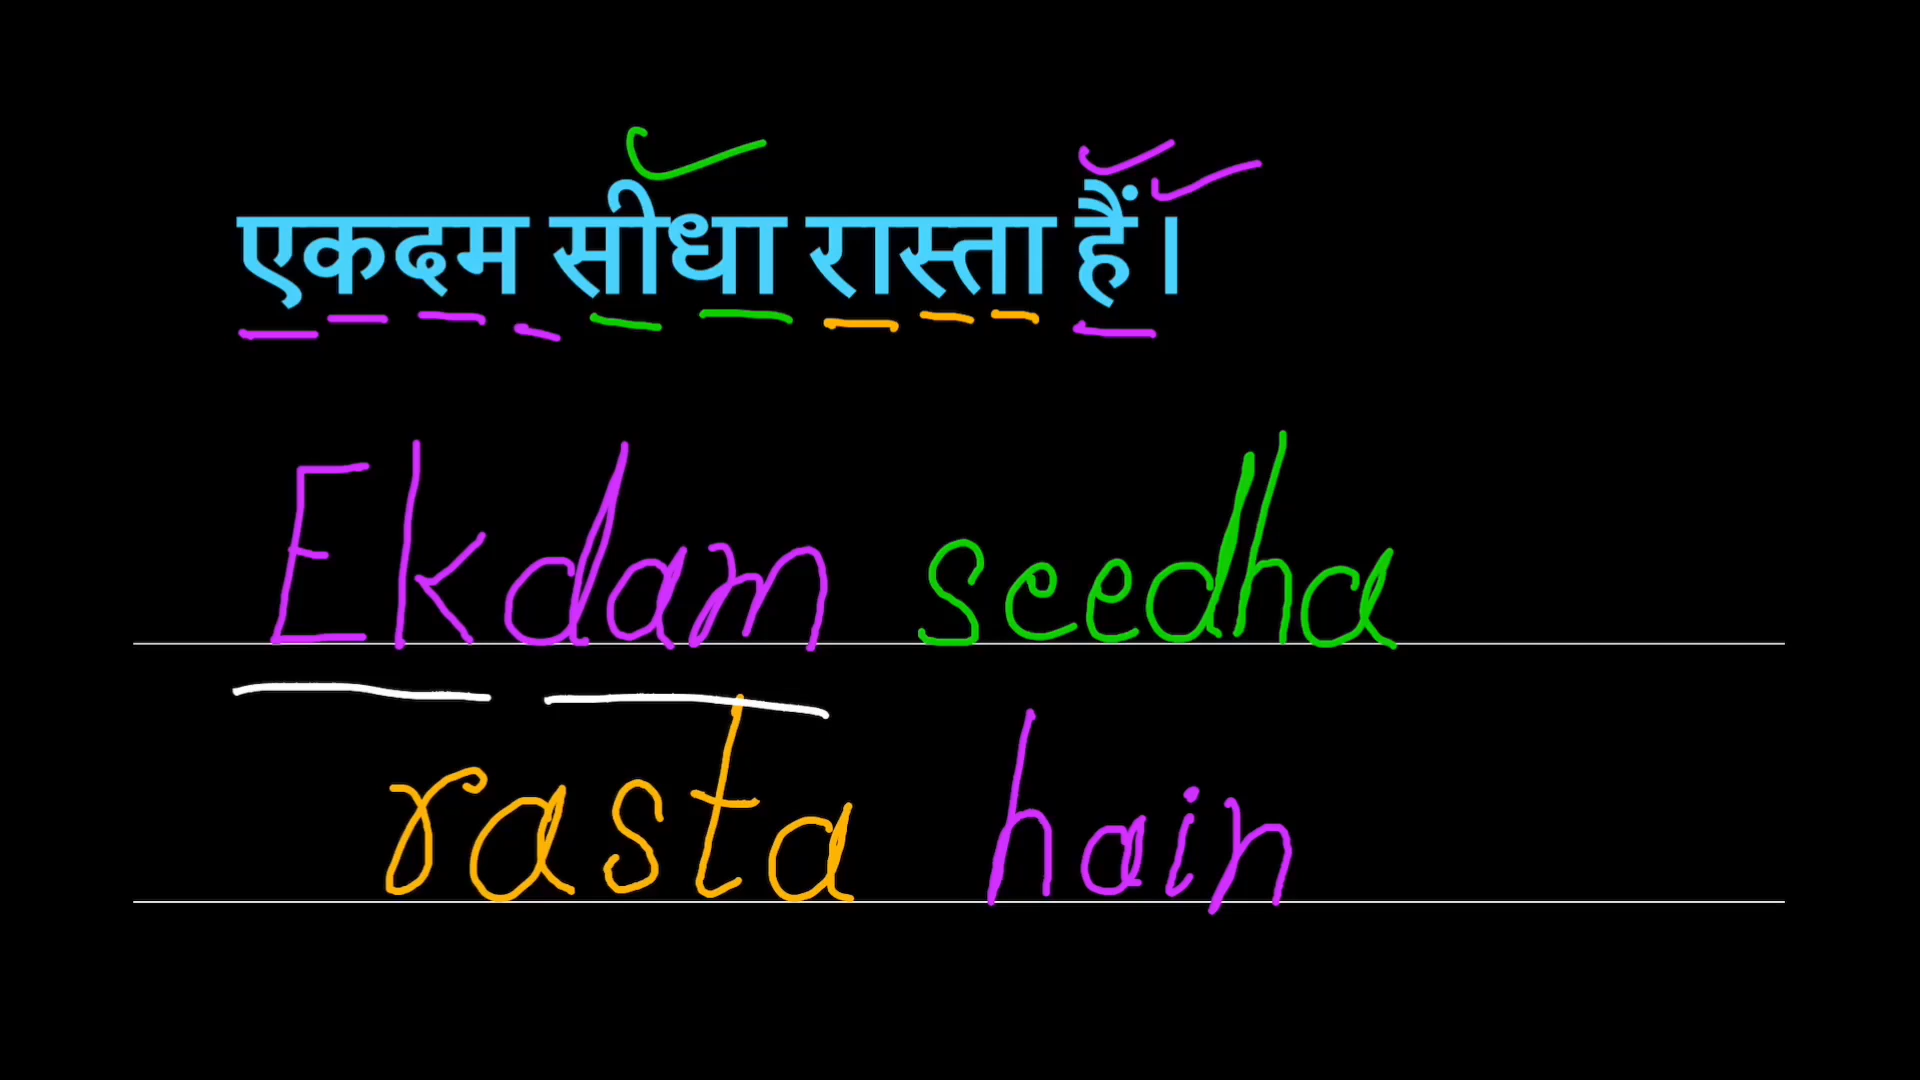 एकदम सीधा रास्ता हैं।
Ekdam seedha
rasta hain